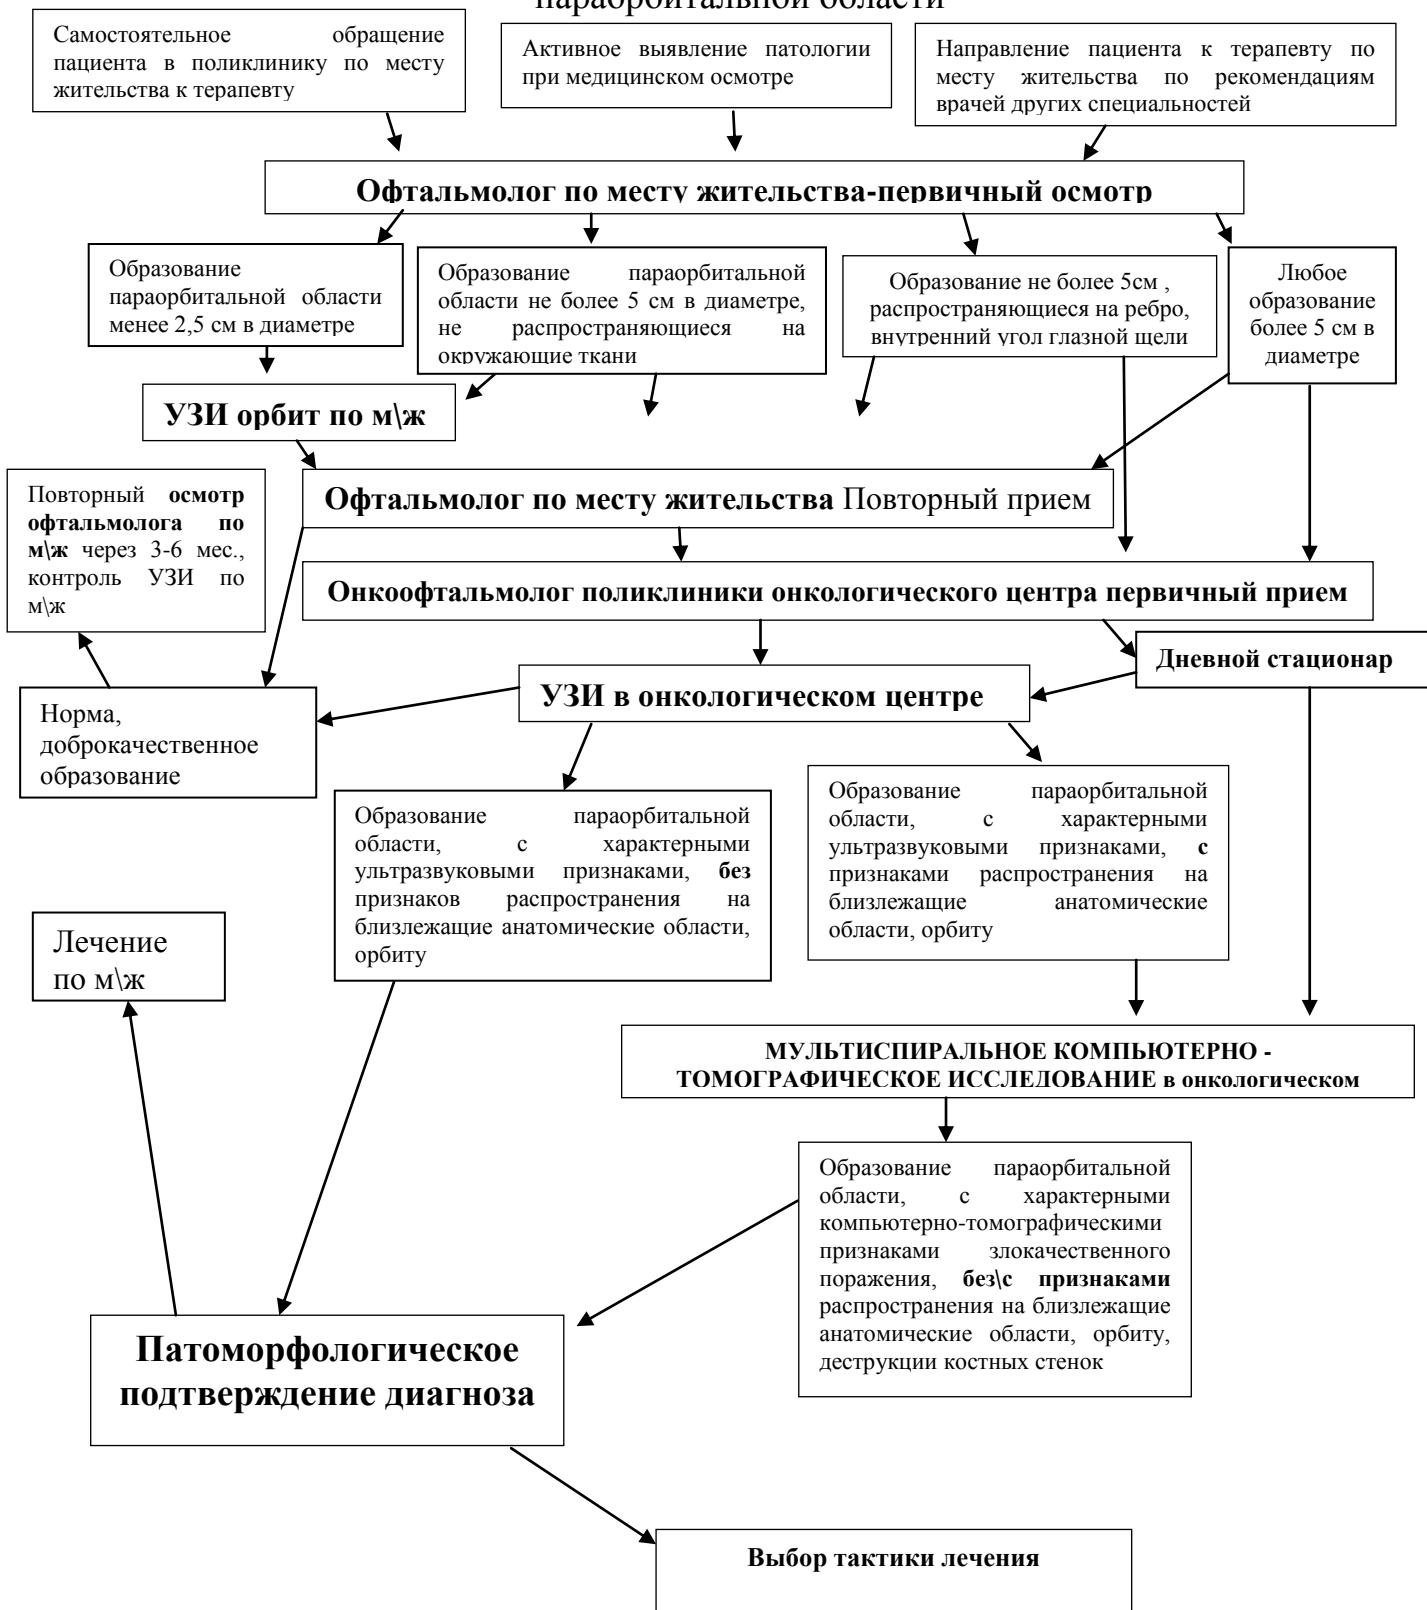 параорбитальной области
Самостоятельное обращение
пациента в поликлинику по месту
жительства к терапевту
Активное выявление патологии
при медицинском осмотре
Направление пациента к терапевту по
месту жительства по рекомендациям
врачей других специальностей
Офтальмолог по месту жительства-первичный осмотр
Образование
параорбитальной области
менее 2,5 см в диаметре
Образование параорбитальной
области не более 5 см в диаметре,
не распространяющиеся на
окружающие ткани
Образование не более 5см ,
распространяющиеся на ребро,
внутренний угол глазной щели
Любое
образование
более 5 см в
диаметре
УЗИ орбит по м\ж
Повторный осмотр
офтальмолога по
м\ж через 3-6 мес.,
контроль УЗИ по
м\ж
Офтальмолог по месту жительства Повторный прием
Онкоофтальмолог поликлиники онкологического центра первичный прием
Дневной стационар
УЗИ в онкологическом центре
Норма,
доброкачественное
образование
Образование параорбитальной
области, с характерными
ультразвуковыми признаками, без
признаков распространения на
близлежащие анатомические области,
орбиту
Образование параорбитальной
области, с характерными
ультразвуковыми признаками, с
признаками распространения на
близлежащие анатомические
области, орбиту
Лечение
по м\ж
МУЛЬТИСПИРАЛЬНОЕ КОМПЬЮТЕРНО -
ТОМОГРАФИЧЕСКОЕ ИССЛЕДОВАНИЕ в онкологическом
Образование параорбитальной
области, с характерными
компьютерно-томографическими
признаками злокачественного
поражения, без\с признаками
распространения на близлежащие
анатомические области, орбиту,
деструкции костных стенок
Патоморфологическое
подтверждение диагноза
Выбор тактики лечения